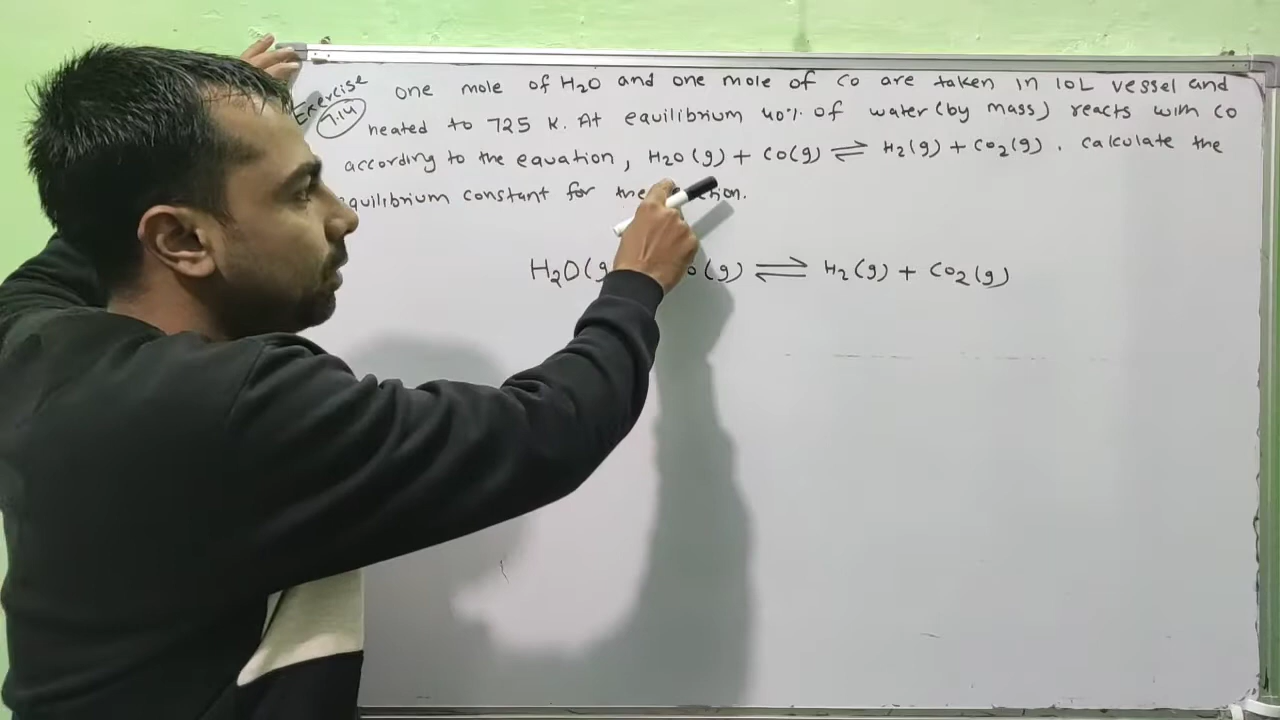 Exercise 7.14
one mole of H2O and one mole of CO are taken in 10L vessel and
heated to 725 K. At equilibrium 40% of water (by mass) reacts with CO
according to the equation, H2O(g) + CO(g) ⇌ H2(g) + CO2(g). Calculate the
equilibrium constant for the
H2O(g (g) ⇌ H2(g) + CO2(g)